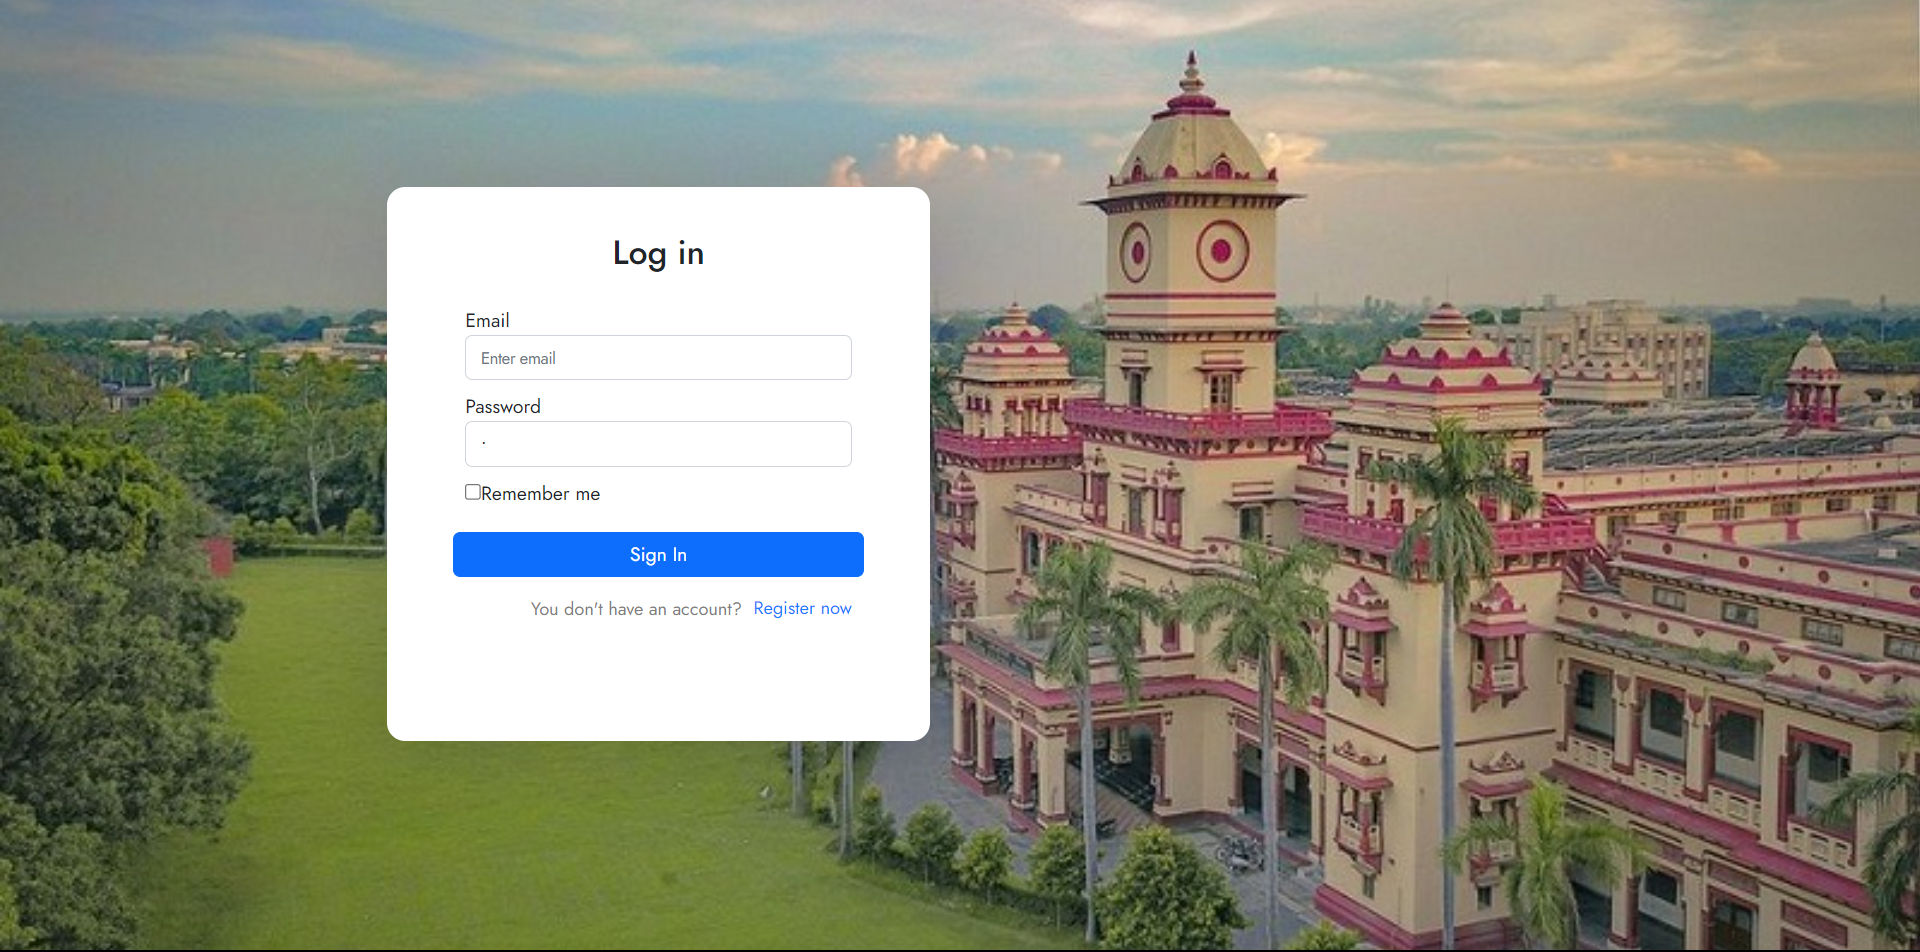 Log in
Email
Enter email
Password
.
Remember me
Sign In
You don't have an account? Register now